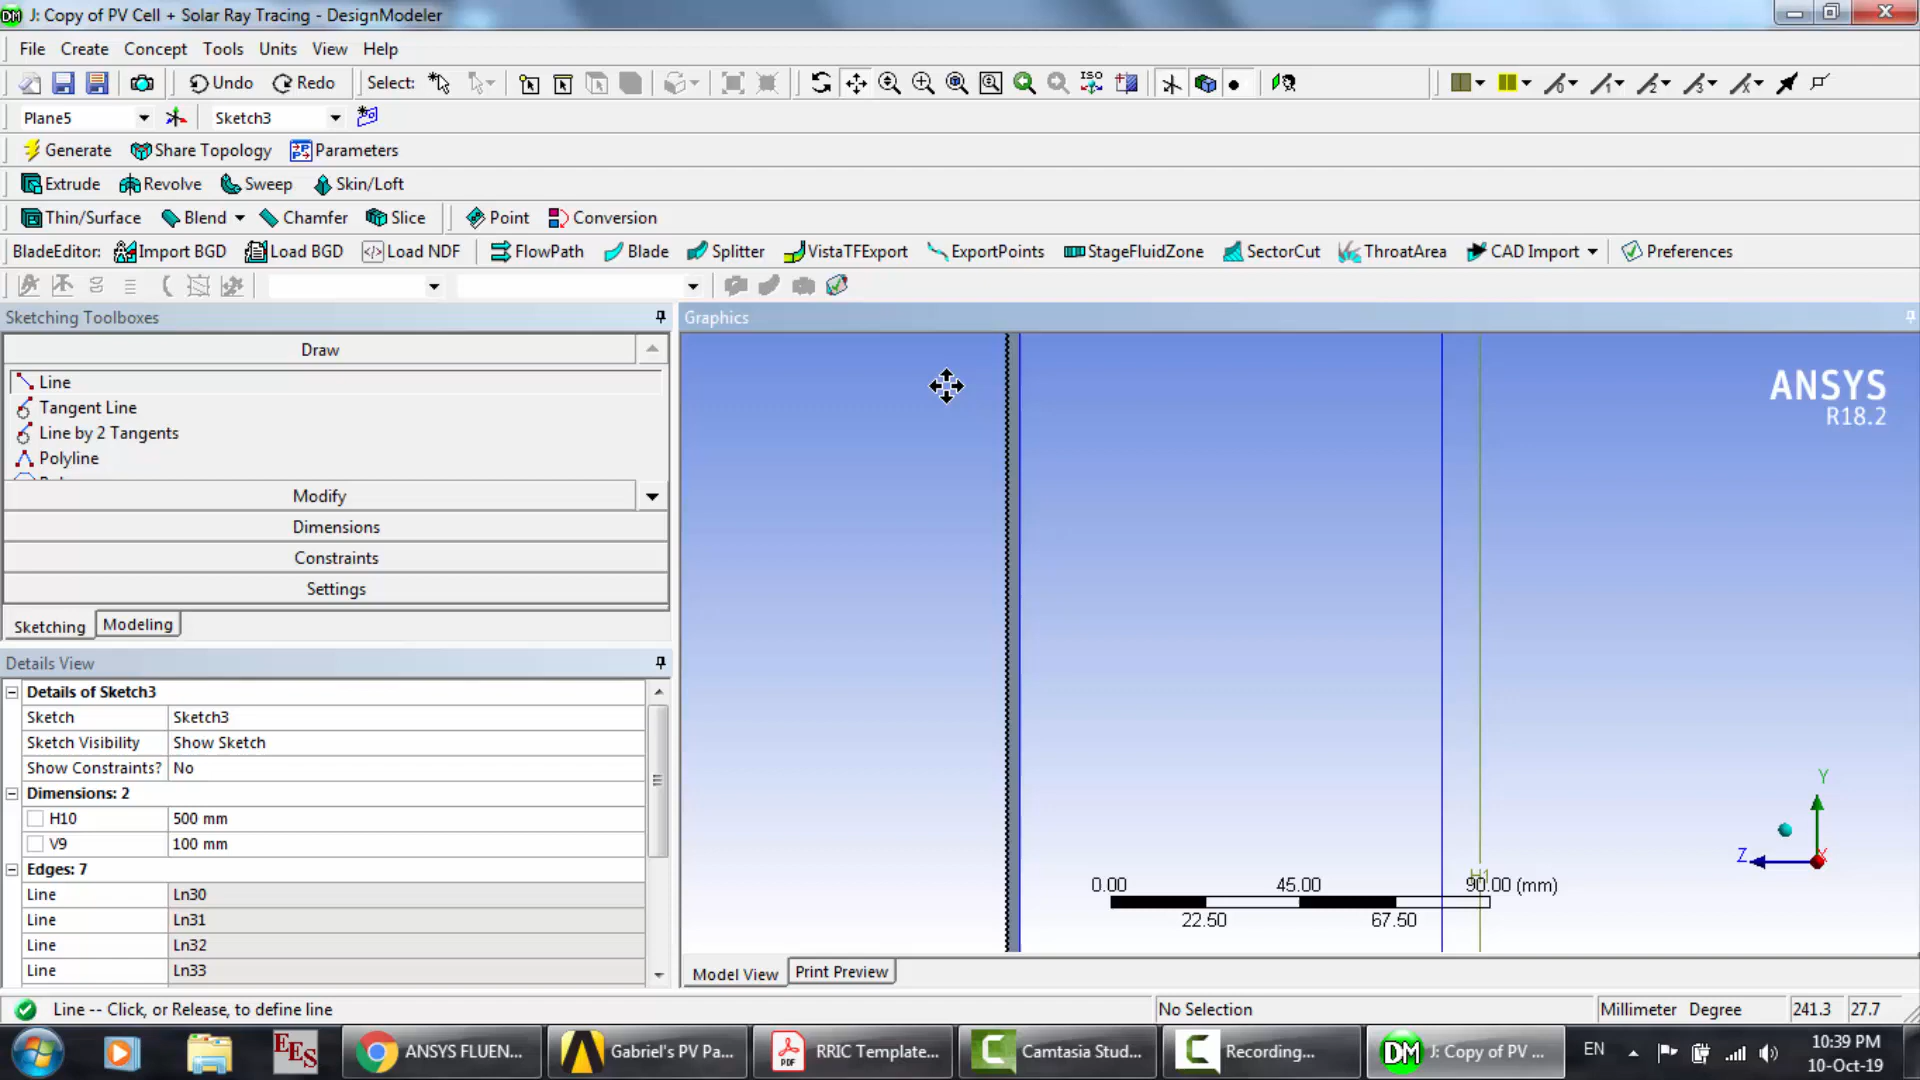 J: Copy of PV Cell + Solar Ray Tracing - DesignModeler
File Create Concept Tools Units View Help
Undo Redo Select: ISO
Plane5 Sketch3
Generate Share Topology Parameters
Extrude Revolve Sweep Skin/Loft
Thin/Surface Blend Chamfer Slice Point Conversion
BladeEditor: Import BGD Load BGD Load NDF FlowPath Blade Splitter VistaTFExport ExportPoints StageFluidZone SectorCut ThroatArea CAD Import Preferences
Sketching Toolboxes
Draw
Line
Tangent Line
Line by 2 Tangents
Polyline
Modify
Dimensions
Constraints
Settings
Sketching Modeling
Details View
Details of Sketch3
Sketch Sketch3
Sketch Visibility Show Sketch
Show Constraints? No
Dimensions: 2
H10 500 mm
V9 100 mm
Edges: 7
Line Ln30
Line Ln31
Line Ln32
Line Ln33
Graphics
ANSYS
R18.2
Y
Z X
H1
0.00 45.00 90.00 (mm)
22.50 67.50
Model View Print Preview
Line -- Click, or Release, to define line No Selection Millimeter Degree 241.3 27.7
EES ANSYS FLUEN... Gabriel's PV Pa... PDF RRIC Template... Camtasia Stud... Recording... DM J: Copy of PV ... EN 10:39 PM
10-Oct-19